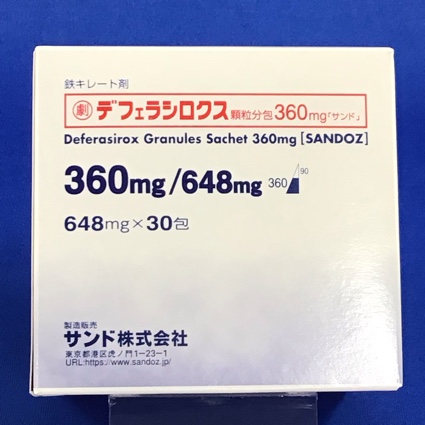 鉄キレート剤
劇 デフェラシロクス顆粒分包360mg「サンド」
Deferasirox Granules Sachet 360mg [SANDOZ]
360mg/648mg 360 90
648mg×30包
製造販売
サンド株式会社
東京都港区虎ノ門1-23-1
URL:https://www.sandoz.jp/